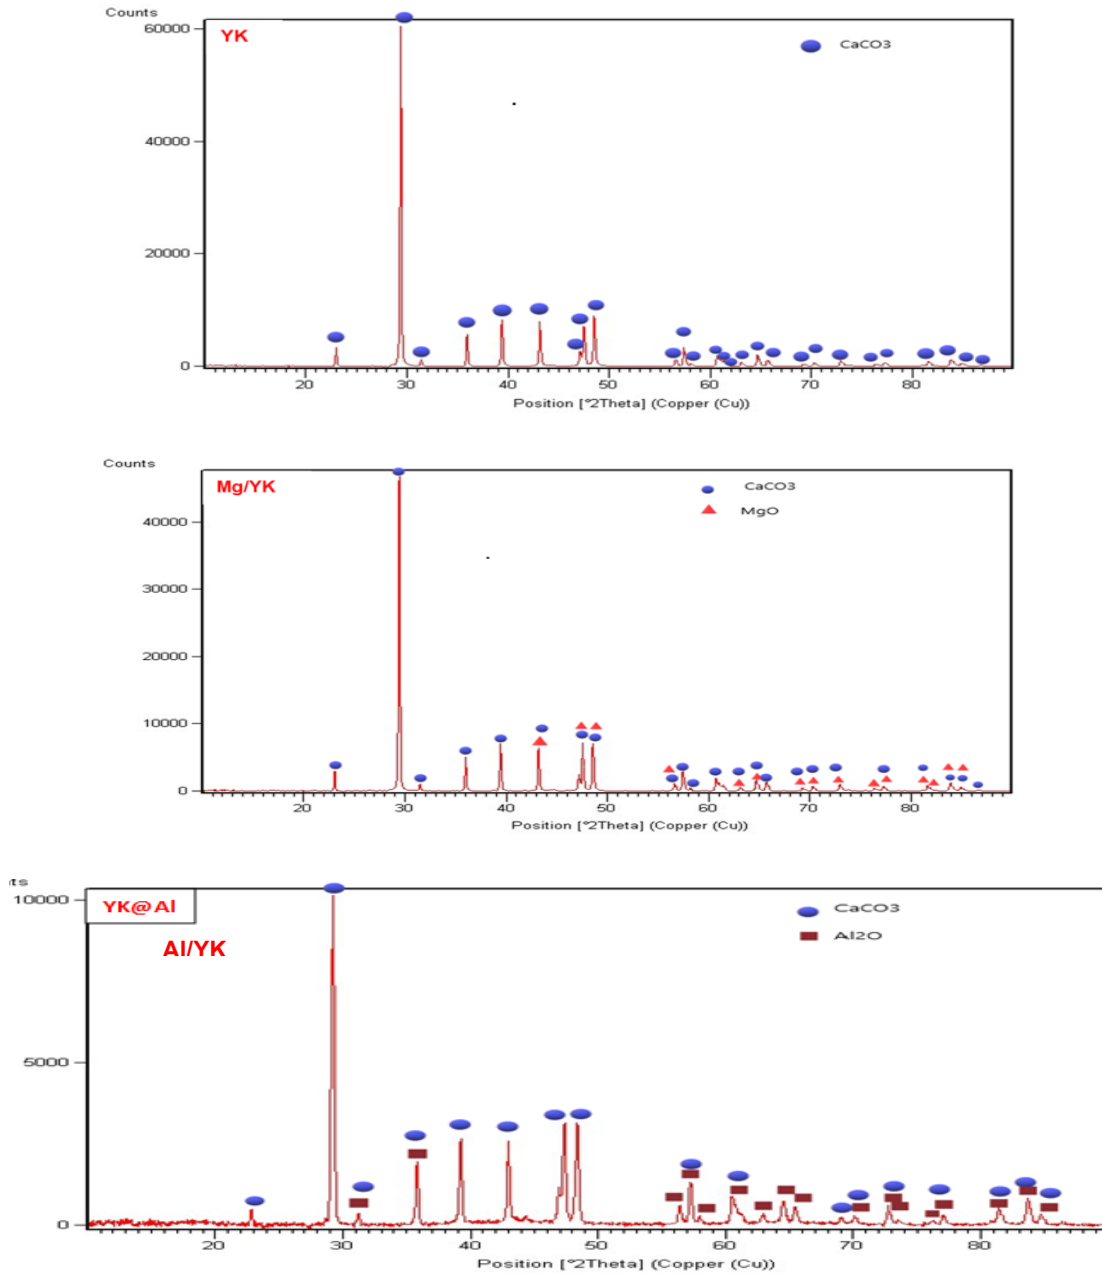 Counts
YK
CaCO3
60000
40000
20000
0
20 30 40 50 60 70 80
Position [°2Theta] (Copper (Cu))
Counts
Mg/YK
CaCO3
MgO
40000
30000
20000
10000
0
20 30 40 50 60 70 80
Position [°2Theta] (Copper (Cu))
ts
10000
YK@Al
CaCO3
Al2O
Al/YK
5000
0
20 30 40 50 60 70 80
Position [°2Theta] (Copper (Cu))